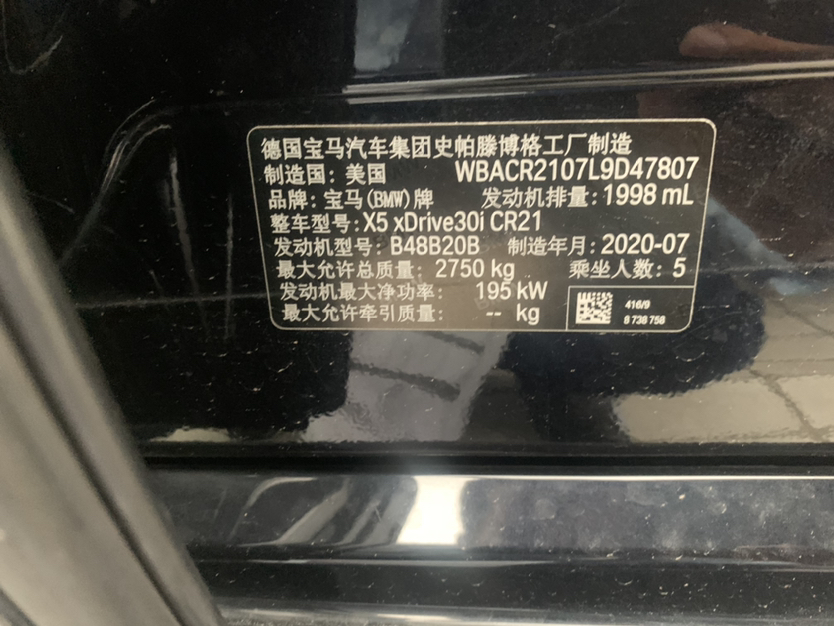 德国宝马汽车集团史帕滕博格工厂制造
WBACR2107L9D47807
制造国：美国
品牌：宝马(BMW)牌 发动机排量：1998 mL
整车型号：X5 xDrive30i CR21
发动机型号：B48B20B 制造年月：2020-07
最大允许总质量：2750 kg 乘坐人数：5
发动机最大净功率：195 kW
最大允许牵引质量：-- kg
416/9
8 738 758